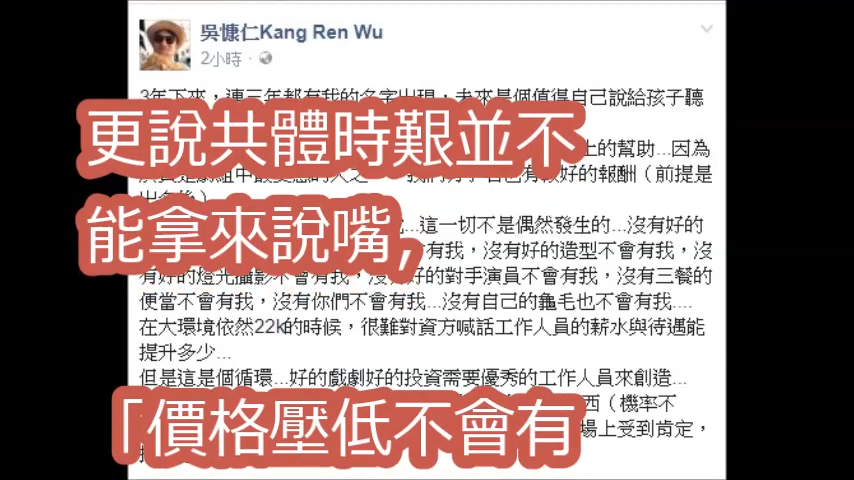 吳慷仁Kang Ren Wu
2小時
3年下來，連三年都有我的名字出現，未來是個值得自己說給孩子聽
更說共體時艱並不
上的幫助...因為
好的報酬（前提是
能拿來說嘴,
...這一切不是偶然發生的...沒有好的
有我，沒有好的造型不會有我，沒
有好的燈光攝影不會有我，沒有好的對手演員不會有我，沒有三餐的
便當不會有我，沒有你們不會有我...沒有自己的龜毛也不會有我....
在大環境依然22k的時候，很難對資方喊話工作人員的薪水與待遇能
提升多少...
但是這是個循環...好的戲劇好的投資需要優秀的工作人員來創造...
西（機率不
「價格壓低不會有
場上受到肯定，